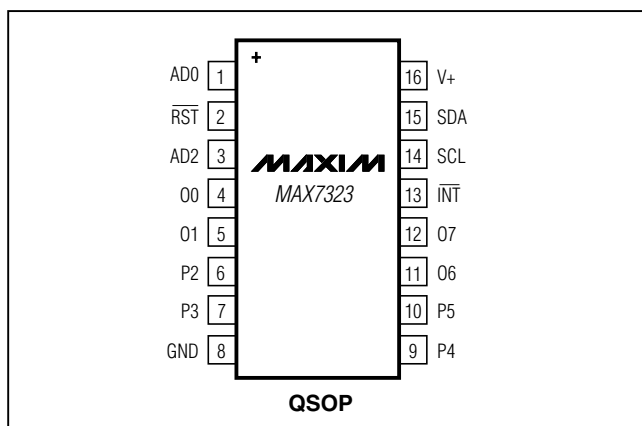 +
AD0 1 16 V+
RST 2 15 SDA
AD2 3 14 SCL
MAXIM
O0 4 MAX7323 13 INT
O1 5 12 O7
P2 6 11 O6
P3 7 10 P5
GND 8 9 P4
QSOP